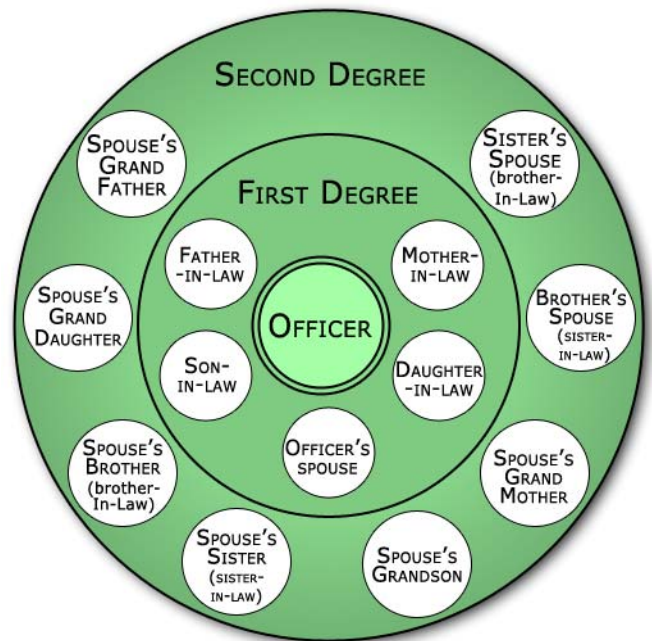 SECOND DEGREE
SPOUSE'S
GRAND
FATHER
SISTER'S
SPOUSE
(brother-
In-Law)
FIRST DEGREE
FATHER
-IN-LAW
MOTHER-
IN-LAW
SPOUSE'S
GRAND
DAUGHTER
OFFICER
BROTHER'S
SPOUSE
(SISTER-
IN-LAW)
SON-
IN-LAW
DAUGHTER
-IN-LAW
OFFICER'S
SPOUSE
SPOUSE'S
BROTHER
(brother-
In-Law)
SPOUSE'S
GRAND
MOTHER
SPOUSE'S
SISTER
(SISTER-
IN-LAW)
SPOUSE'S
GRANDSON